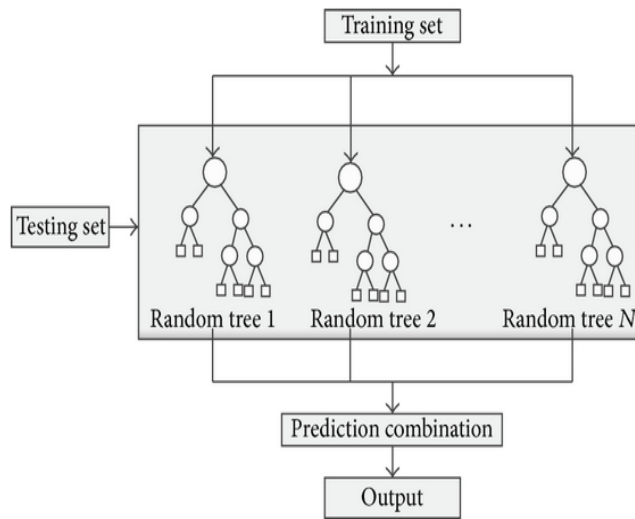 Training set
Testing set
...
Random tree 1
Random tree 2
Random tree N
Prediction combination
Output